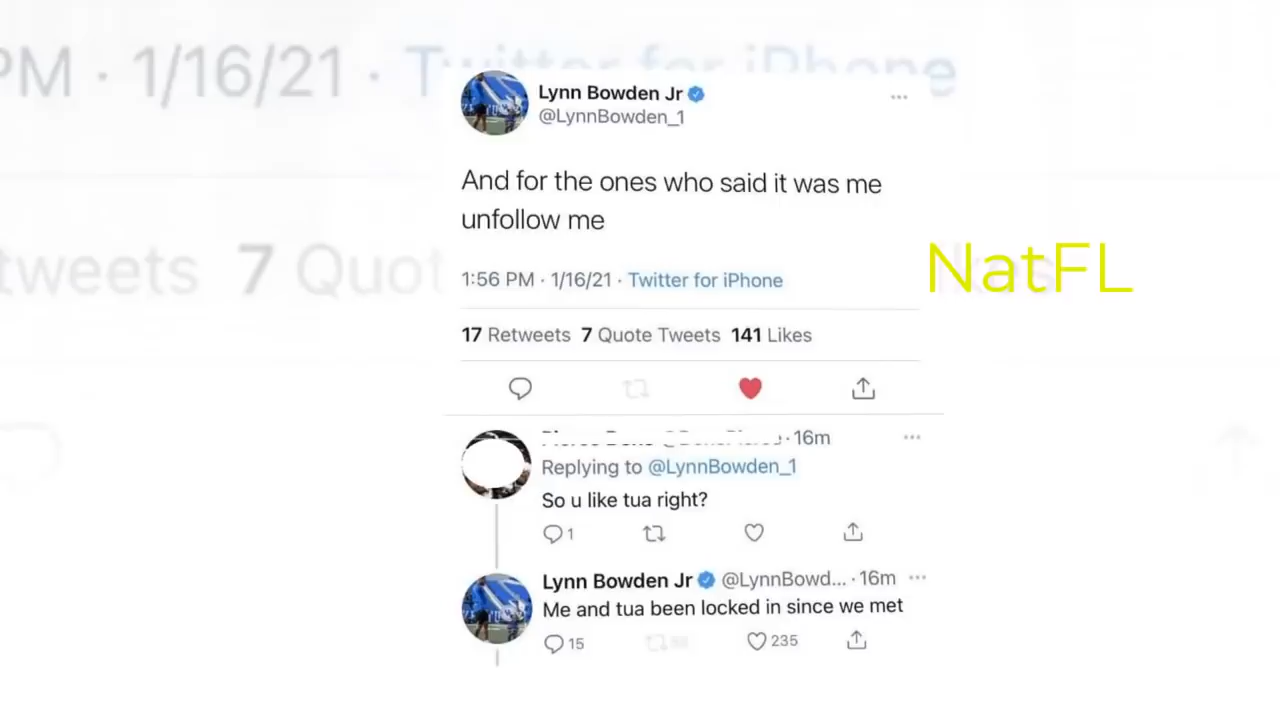 PM · 1/16/21 · Twitter for iPhone
Lynn Bowden Jr
@LynnBowden_1
And for the ones who said it was me
unfollow me
NatFL
tweets 7 Quot
1:56 PM · 1/16/21 · Twitter for iPhone
17 Retweets 7 Quote Tweets 141 Likes
· 16m
Replying to @LynnBowden_1
So u like tua right?
1
Lynn Bowden Jr @LynnBowd... · 16m
Me and tua been locked in since we met
15 235